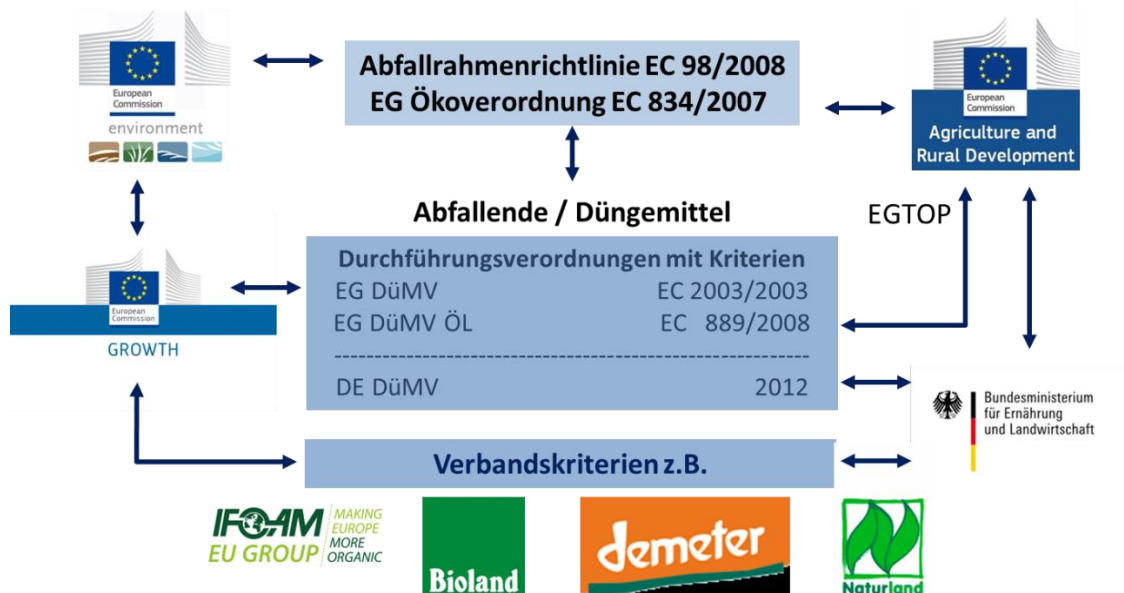 European
Commission
environment
Abfallrahmenrichtlinie EC 98/2008
EG Ökoverordnung EC 834/2007
European
Commission
Agriculture and
Rural Development
Abfallende / Düngemittel
EGTOP
Durchführungsverordnungen mit Kriterien
EG DüMV EC 2003/2003
EG DüMV ÖL EC 889/2008
--------------------------------------------------------
DE DüMV 2012
European
Commission
GROWTH
Bundesministerium
für Ernährung
und Landwirtschaft
Verbandskriterien z.B.
IFOAM
EU GROUP
MAKING
EUROPE
MORE
ORGANIC
Bioland
demeter
Naturland